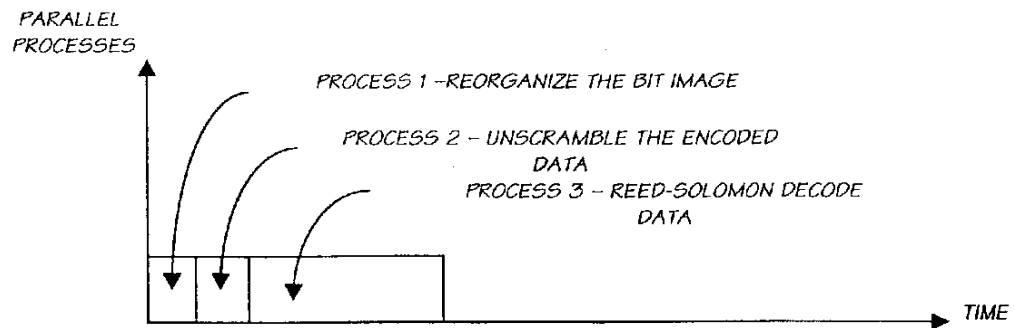 PARALLEL
PROCESSES
PROCESS 1 –REORGANIZE THE BIT IMAGE
PROCESS 2 – UNSCRAMBLE THE ENCODED
DATA
PROCESS 3 – REED-SOLOMON DECODE
DATA
TIME